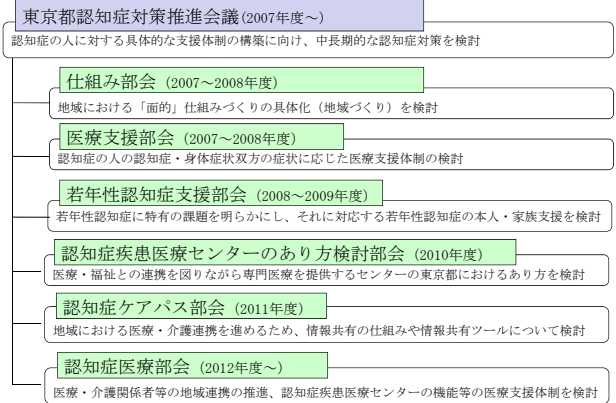 東京都認知症対策推進会議(2007年度～)
認知症の人に対する具体的な支援体制の構築に向け、中長期的な認知症対策を検討
仕組み部会（2007～2008年度）
地域における「面的」仕組みづくりの具体化（地域づくり）を検討
医療支援部会（2007～2008年度）
認知症の人の認知症・身体症状双方の症状に応じた医療支援体制の検討
若年性認知症支援部会（2008～2009年度）
若年性認知症に特有の課題を明らかにし、それに対応する若年性認知症の本人・家族支援を検討
認知症疾患医療センターのあり方検討部会（2010年度）
医療・福祉との連携を図りながら専門医療を提供するセンターの東京都におけるあり方を検討
認知症ケアパス部会（2011年度）
地域における医療・介護連携を進めるため、情報共有の仕組みや情報共有ツールについて検討
認知症医療部会（2012年度～）
医療・介護関係者等の地域連携の推進、認知症疾患医療センターの機能等の医療支援体制を検討